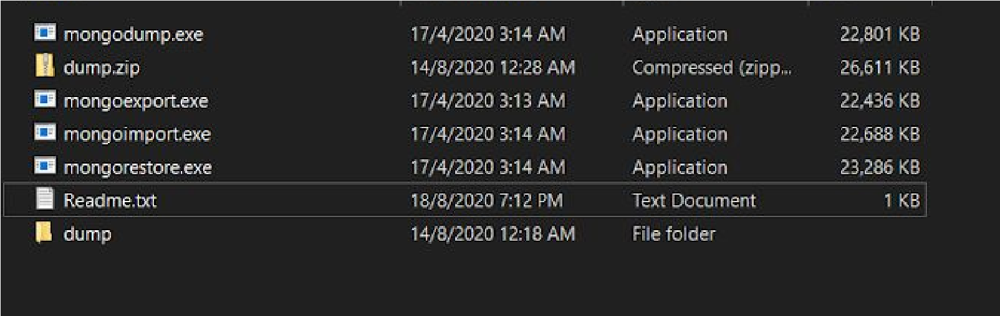 mongodump.exe 17/4/2020 3:14 AM Application 22,801 KB
dump.zip 14/8/2020 12:28 AM Compressed (zipp... 26,611 KB
mongoexport.exe 17/4/2020 3:13 AM Application 22,436 KB
mongoimport.exe 17/4/2020 3:14 AM Application 22,688 KB
mongorestore.exe 17/4/2020 3:14 AM Application 23,286 KB
Readme.txt 18/8/2020 7:12 PM Text Document 1 KB
dump 14/8/2020 12:18 AM File folder